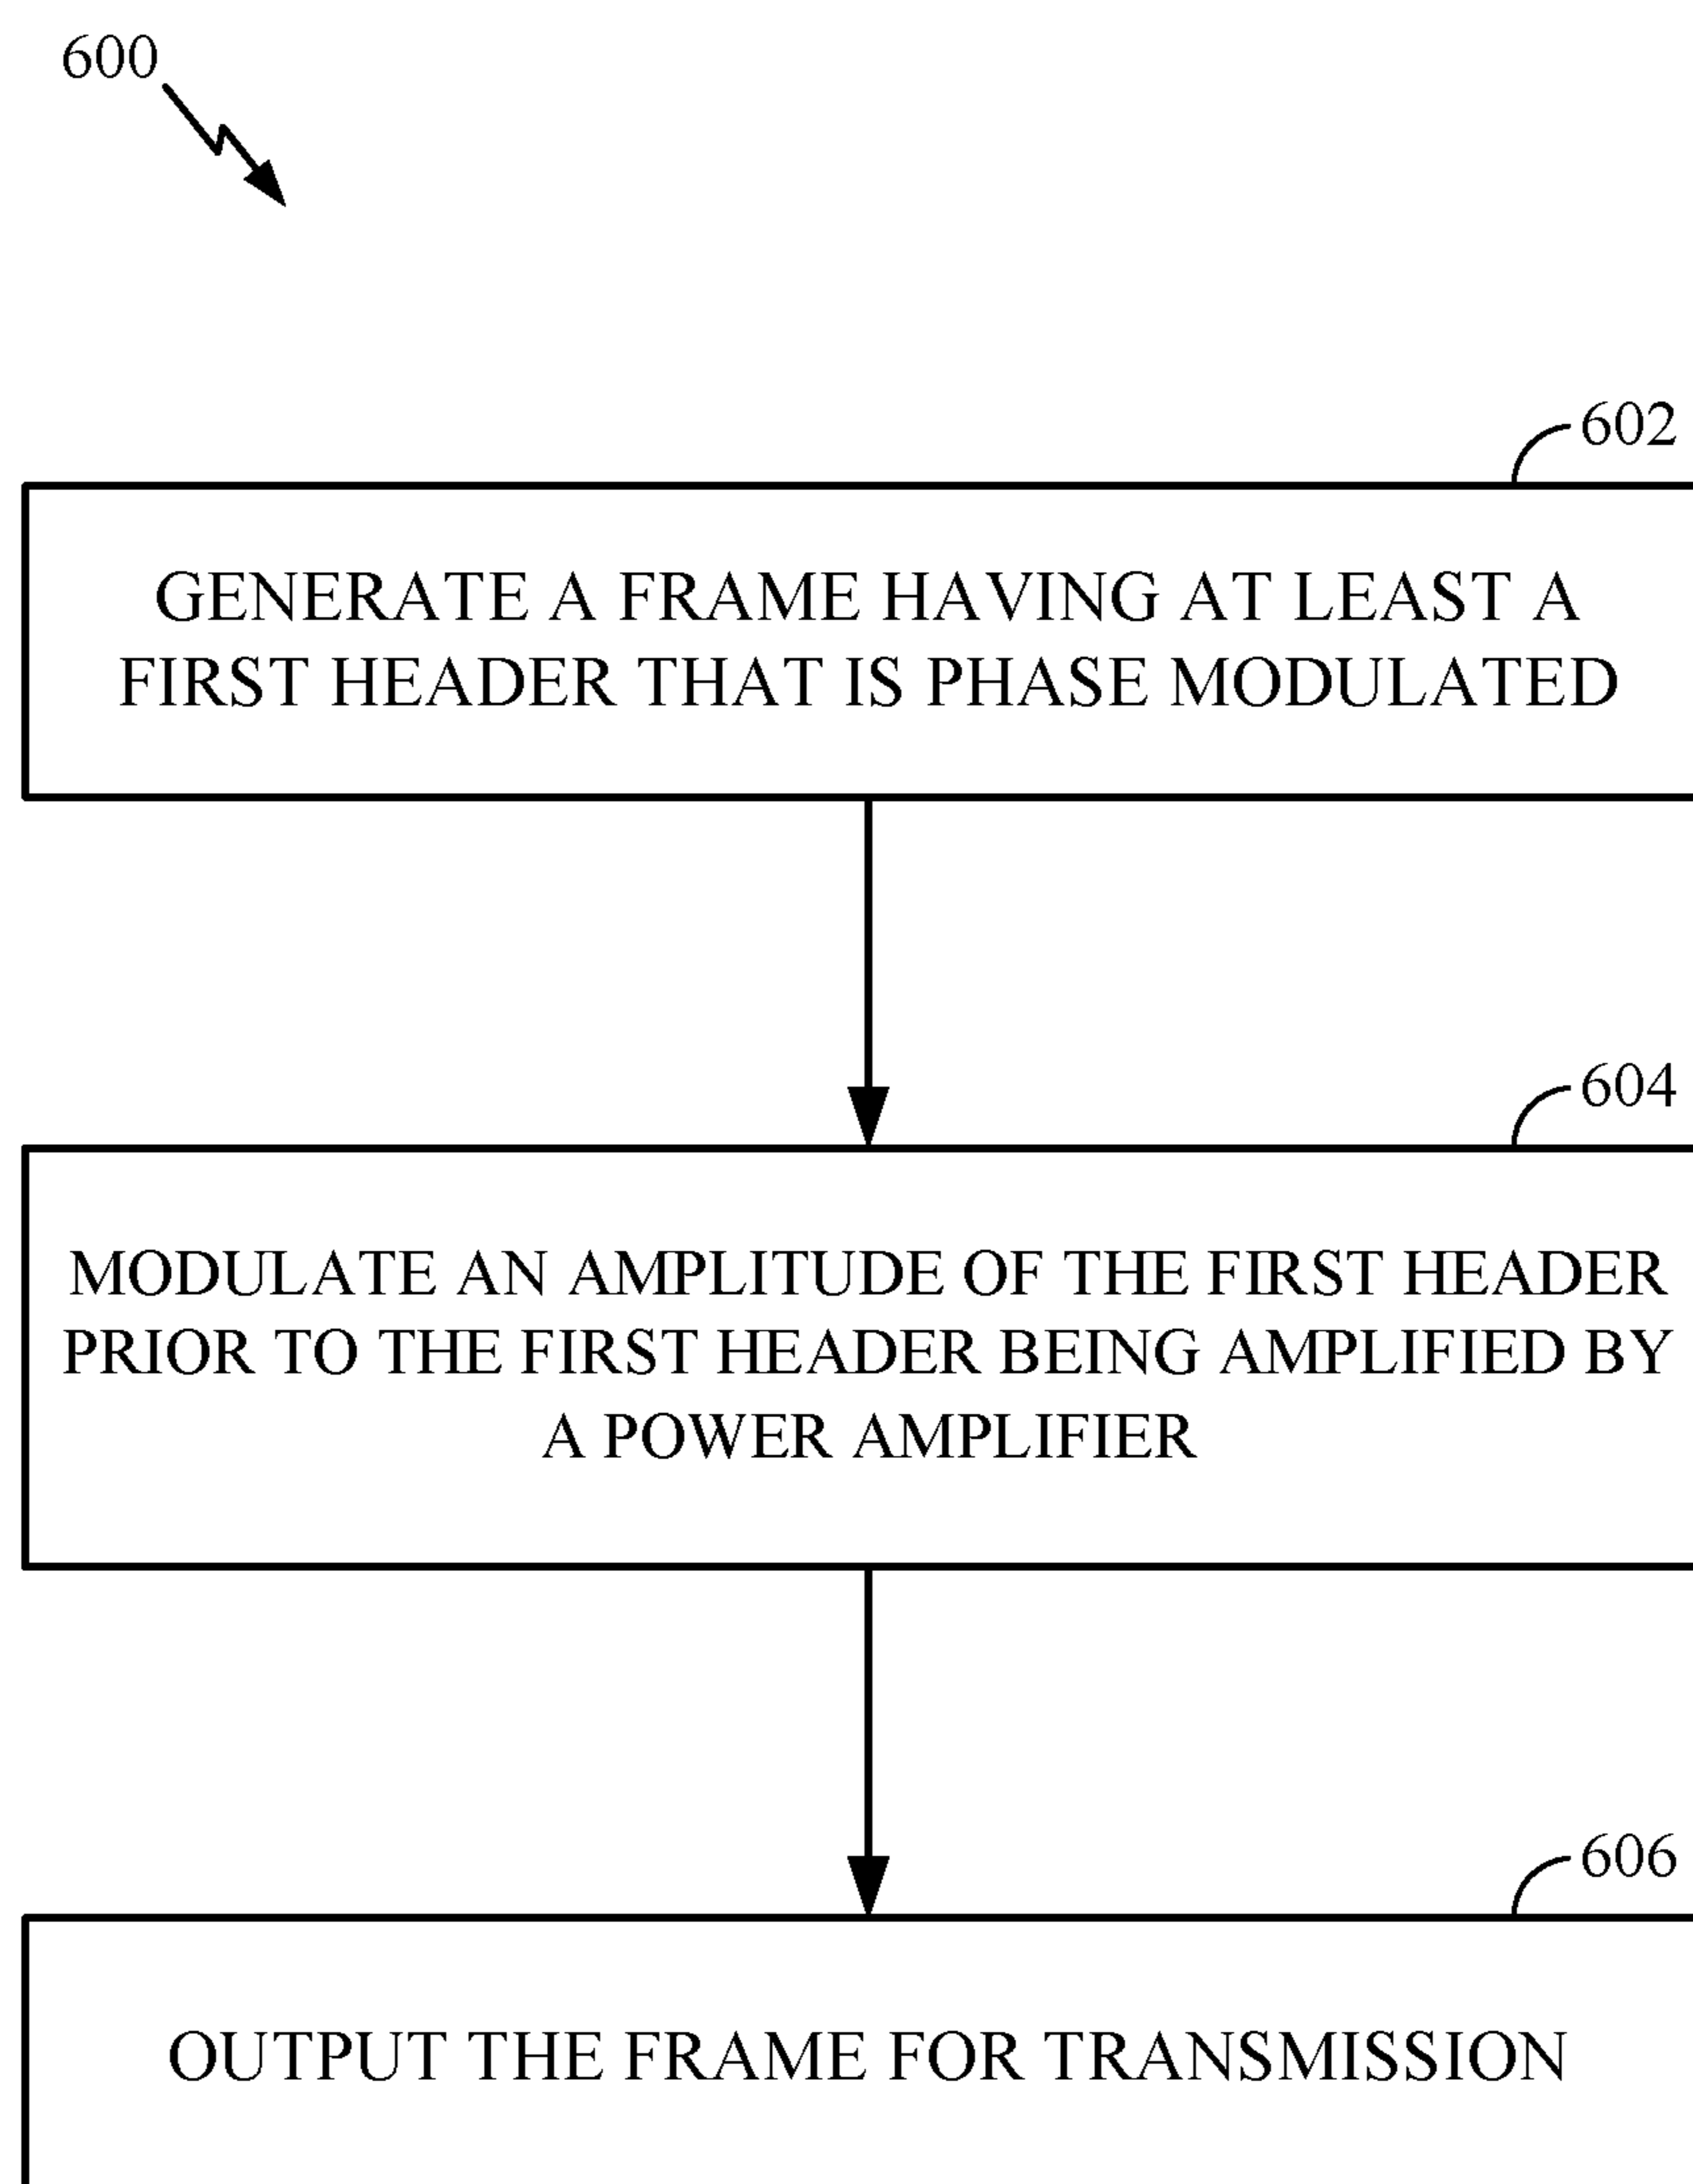 600
602
GENERATE A FRAME HAVING AT LEAST A
FIRST HEADER THAT IS PHASE MODULATED
604
MODULATE AN AMPLITUDE OF THE FIRST HEADER
PRIOR TO THE FIRST HEADER BEING AMPLIFIED BY
A POWER AMPLIFIER
606
OUTPUT THE FRAME FOR TRANSMISSION